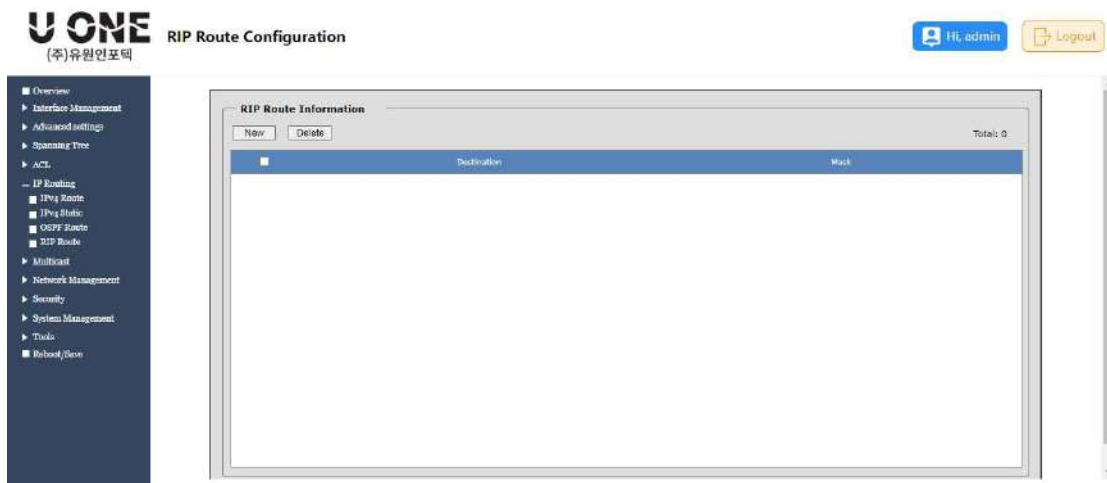 U ONE
(주)유원인포텍
RIP Route Configuration
Hi, admin
Logout
Overview
Interface Management
Advanced settings
Spanning Tree
ACL
IP Routing
IPv4 Route
IPv4 Static
OSPF Route
RIP Route
Multicast
Network Management
Security
System Management
Tools
Reboot/Save
RIP Route Information
New Delete Total: 0
Destination Mask